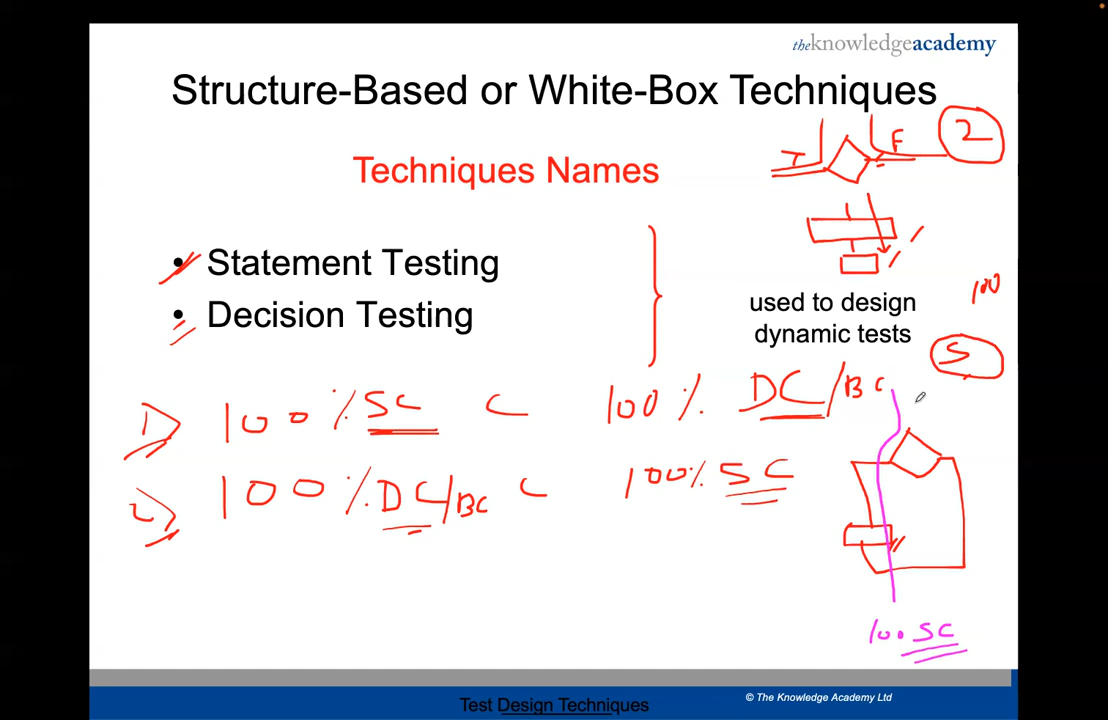 theknowledgeacademy
Structure-Based or White-Box Techniques
Techniques Names
T F 2
• Statement Testing
• Decision Testing
used to design
dynamic tests
100
5
1) 100 % SC C 100 % DC/BC
2) 100 % DC/BC C 100% SC
100 SC
Test Design Techniques
© The Knowledge Academy Ltd